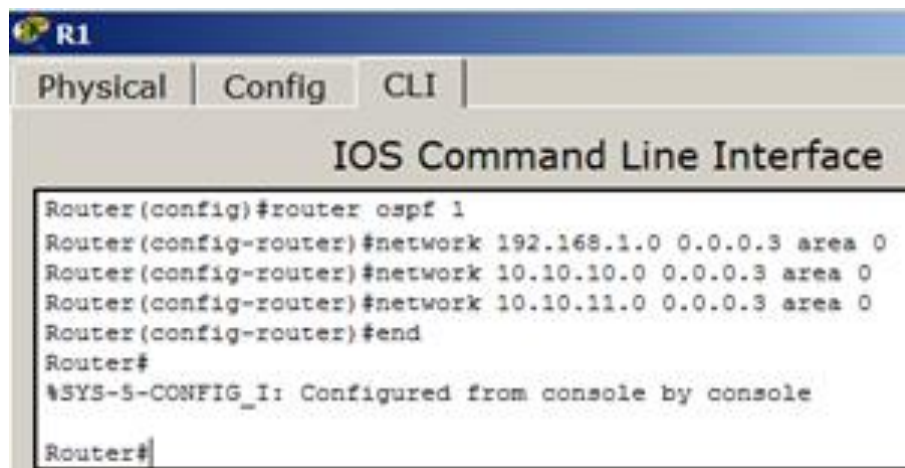 R1
Physical Config CLI
IOS Command Line Interface
Router(config)#router ospf 1
Router(config-router)#network 192.168.1.0 0.0.0.3 area 0
Router(config-router)#network 10.10.10.0 0.0.0.3 area 0
Router(config-router)#network 10.10.11.0 0.0.0.3 area 0
Router(config-router)#end
Router#
%SYS-5-CONFIG_I: Configured from console by console
Router#